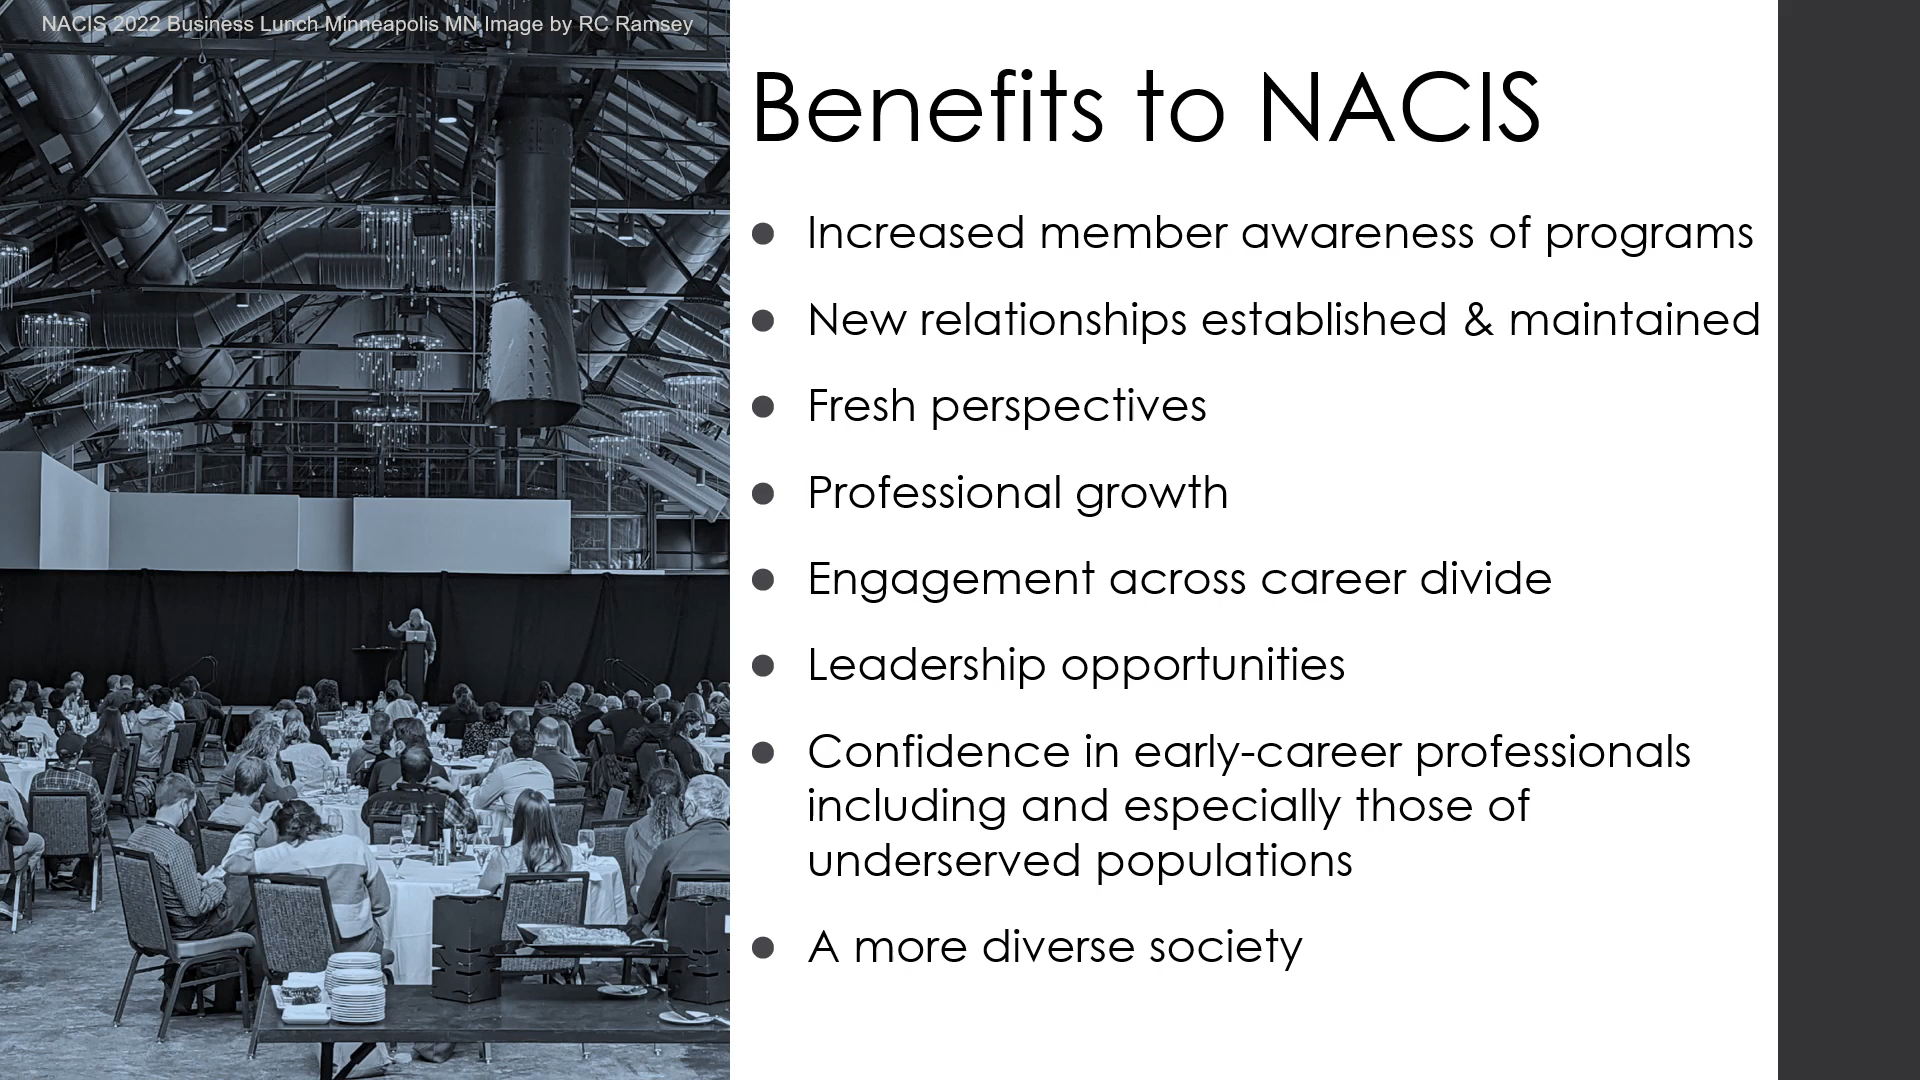 NACIS 2022 Business Lunch Minneapolis MN Image by RC Ramsey
Benefits to NACIS
● Increased member awareness of programs
● New relationships established & maintained
● Fresh perspectives
● Professional growth
● Engagement across career divide
● Leadership opportunities
● Confidence in early-career professionals
including and especially those of
underserved populations
● A more diverse society